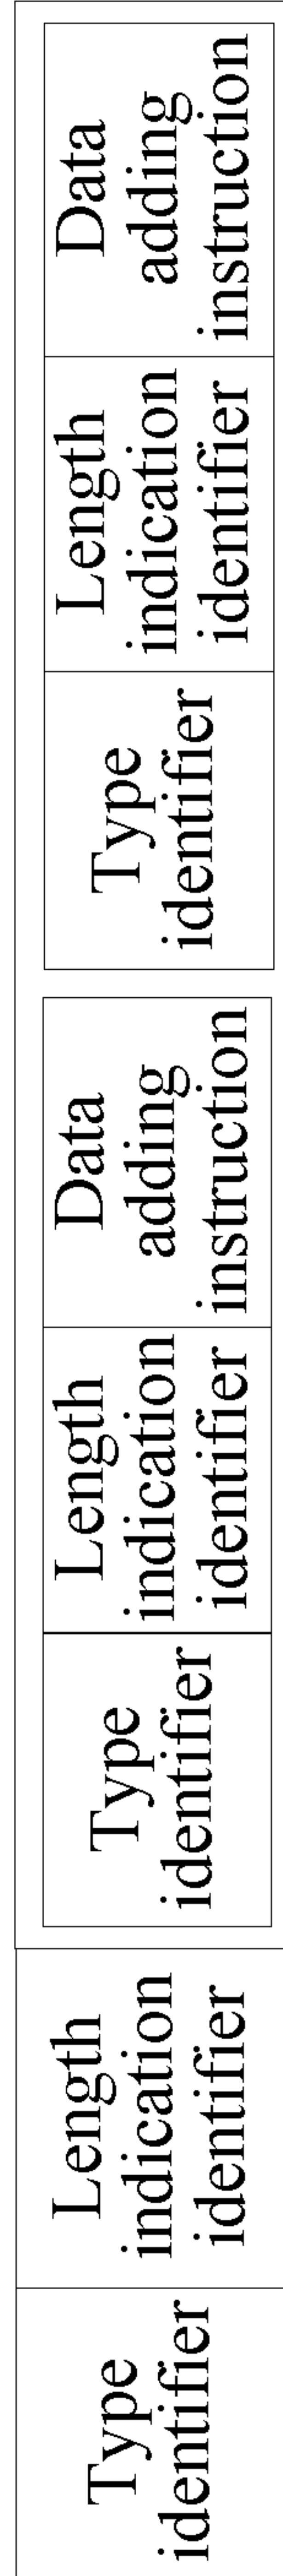 Type
identifier
Length
indication
identifier
Type
identifier
Length
indication
identifier
Data
adding
instruction
Type
identifier
Length
indication
identifier
Data
adding
instruction